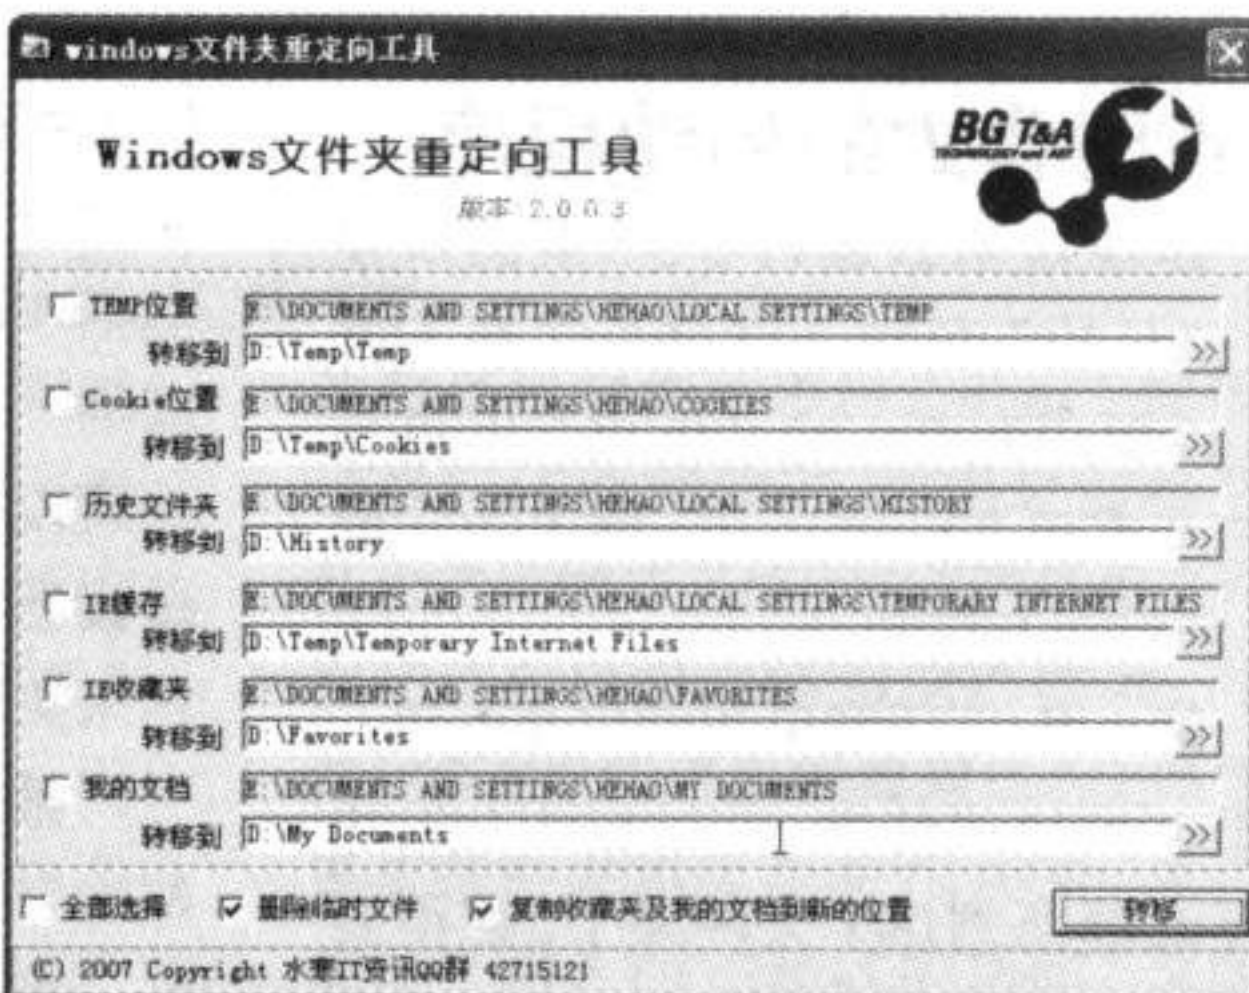 windows文件夹重定向工具
BG T&A
TECHNOLOGY and ART
Windows文件夹重定向工具
版本:2.0.0.3
TEMP位置 E:\DOCUMENTS AND SETTINGS\HEHAO\LOCAL SETTINGS\TEMP
转移到 D:\Temp\Temp >>
Cookie位置 E:\DOCUMENTS AND SETTINGS\HEHAO\COOKIES
转移到 D:\Temp\Cookies >>
历史文件夹 E:\DOCUMENTS AND SETTINGS\HEHAO\LOCAL SETTINGS\HISTORY
转移到 D:\History >>
IE缓存 E:\DOCUMENTS AND SETTINGS\HEHAO\LOCAL SETTINGS\TEMPORARY INTERNET FILES
转移到 D:\Temp\Temporary Internet Files >>
IE收藏夹 E:\DOCUMENTS AND SETTINGS\HEHAO\FAVORITES
转移到 D:\Favorites >>
我的文档 E:\DOCUMENTS AND SETTINGS\HEHAO\MY DOCUMENTS
转移到 D:\My Documents >>
全部选择 删除临时文件 复制收藏夹及我的文档到新的位置 转移
(C) 2007 Copyright 水寒IT资讯QQ群 42715121